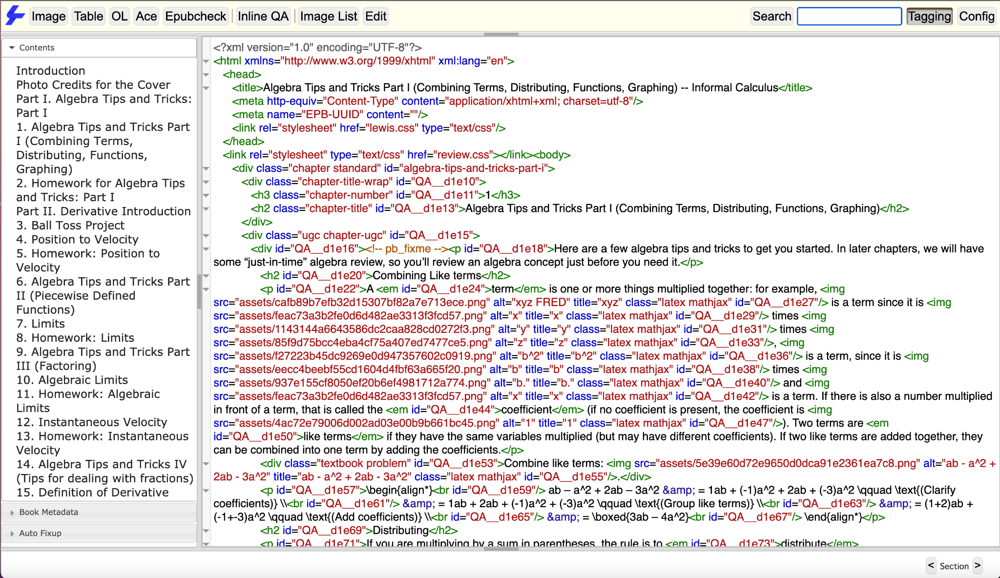 Image Table OL Ace Epubcheck Inline QA Image List Edit Search Tagging Config
Contents
Introduction
Photo Credits for the Cover
Part I. Algebra Tips and Tricks:
Part I
1. Algebra Tips and Tricks Part
I (Combining Terms,
Distributing, Functions,
Graphing)
2. Homework for Algebra Tips
and Tricks: Part I
Part II. Derivative Introduction
3. Ball Toss Project
4. Position to Velocity
5. Homework: Position to
Velocity
6. Algebra Tips and Tricks Part
II (Piecewise Defined
Functions)
7. Limits
8. Homework: Limits
9. Algebra Tips and Tricks Part
III (Factoring)
10. Algebraic Limits
11. Homework: Algebraic
Limits
12. Instantaneous Velocity
13. Homework: Instantaneous
Velocity
14. Algebra Tips and Tricks IV
(Tips for dealing with fractions)
15. Definition of Derivative
Book Metadata
Auto Fixup
<?xml version="1.0" encoding="UTF-8"?>
<html xmlns="http://www.w3.org/1999/xhtml" xml:lang="en">
<head>
<title>Algebra Tips and Tricks Part I (Combining Terms, Distributing, Functions, Graphing) -- Informal Calculus</title>
<meta http-equiv="Content-Type" content="application/xhtml+xml; charset=utf-8"/>
<meta name="EPB-UUID" content=""/>
<link rel="stylesheet" href="lewis.css" type="text/css"/>
</head>
<link rel="stylesheet" type="text/css" href="review.css"></link><body>
<div class="chapter standard" id="algebra-tips-and-tricks-part-i">
<div class="chapter-title-wrap" id="QA__d1e10">
<h3 class="chapter-number" id="QA__d1e11">1</h3>
<h2 class="chapter-title" id="QA__d1e13">Algebra Tips and Tricks Part I (Combining Terms, Distributing, Functions, Graphing)</h2>
</div>
<div class="ugc chapter-ugc" id="QA__d1e15">
<div id="QA__d1e16"><!-- pb_fixme --><p id="QA__d1e18">Here are a few algebra tips and tricks to get you started. In later chapters, we will have
some “just-in-time” algebra review, so you’ll review an algebra concept just before you need it.</p>
<h2 id="QA__d1e20">Combining Like terms</h2>
<p id="QA__d1e22">A <em id="QA__d1e24">term</em> is one or more things multiplied together: for example, <img
src="assets/cafb89b7efb32d15307bf82a7e713ece.png" alt="xyz FRED" title="xyz" class="latex mathjax" id="QA__d1e27"/> is a term since it is <img
src="assets/feac73a3b2fe0d6d482ae3313f3fcd57.png" alt="x" title="x" class="latex mathjax" id="QA__d1e29"/> times <img
src="assets/1143144a6643586dc2caa828cd0272f3.png" alt="y" title="y" class="latex mathjax" id="QA__d1e31"/> times <img
src="assets/85f9d75bcc4eba4cf75a407ed7477ce5.png" alt="z" title="z" class="latex mathjax" id="QA__d1e33"/>, <img
src="assets/f27223b45dc9269e0d947357602c0919.png" alt="b^2" title="b^2" class="latex mathjax" id="QA__d1e36"/> is a term, since it is <img
src="assets/eecc4beebf55cd1604d4fbf63a665f20.png" alt="b" title="b" class="latex mathjax" id="QA__d1e38"/> times <img
src="assets/937e155cf8050ef20b6ef4981712a774.png" alt="b." title="b." class="latex mathjax" id="QA__d1e40"/> and <img
src="assets/feac73a3b2fe0d6d482ae3313f3fcd57.png" alt="x" title="x" class="latex mathjax" id="QA__d1e42"/> is a term. If there is also a number multiplied
in front of a term, that is called the <em id="QA__d1e44">coefficient</em> (if no coefficient is present, the coefficient is <img
src="assets/4ac72e79006d002ad03e00b9b661bc45.png" alt="1" title="1" class="latex mathjax" id="QA__d1e47"/>). Two terms are <em
id="QA__d1e50">like terms</em> if they have the same variables multiplied (but may have different coefficients). If two like terms are added together, they
can be combined into one term by adding the coefficients.</p>
<div class="textbook problem" id="QA__d1e53">Combine like terms: <img src="assets/5e39e60d72e9650d0dca91e2361ea7c8.png" alt="ab - a^2 +
2ab - 3a^2" title="ab - a^2 + 2ab - 3a^2" class="latex mathjax" id="QA__d1e55"/>.</div>
<p id="QA__d1e57">\begin{align*}<br id="QA__d1e59"/> ab – a^2 + 2ab – 3a^2 &amp; = 1ab + (-1)a^2 + 2ab + (-3)a^2 \qquad \text{(Clarify
coefficients)} \\<br id="QA__d1e61"/> &amp; = 1ab + 2ab + (-1)a^2 + (-3)a^2 \qquad \text{(Group like terms)} \\<br id="QA__d1e63"/> &amp; = (1+2)ab +
(-1+-3)a^2 \qquad \text{(Add coefficients)} \\<br id="QA__d1e65"/> &amp; = \boxed{3ab – 4a^2}<br id="QA__d1e67"/> \end{align*}</p>
<h2 id="QA__d1e69">Distributing</h2>
<p id="QA__d1e71">If you are multiplying by a sum in parentheses, the rule is to <em id="QA__d1e73">distribute</em>
< Section >